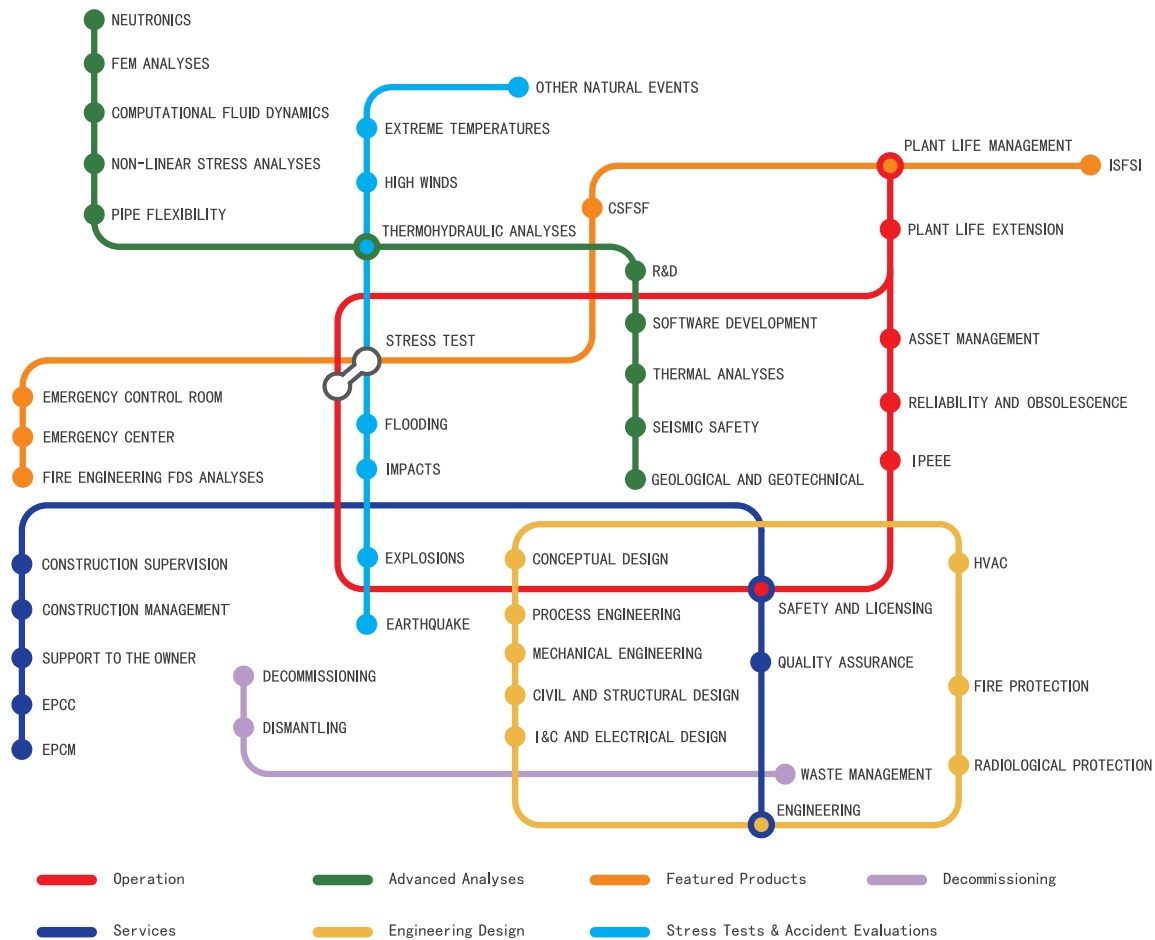 NEUTRONICS
FEM ANALYSES
OTHER NATURAL EVENTS
COMPUTATIONAL FLUID DYNAMICS
EXTREME TEMPERATURES
PLANT LIFE MANAGEMENT
NON-LINEAR STRESS ANALYSES
ISFSI
HIGH WINDS
CSFSF
PIPE FLEXIBILITY
THERMOHYDRAULIC ANALYSES
PLANT LIFE EXTENSION
R&D
SOFTWARE DEVELOPMENT
STRESS TEST
ASSET MANAGEMENT
THERMAL ANALYSES
EMERGENCY CONTROL ROOM
RELIABILITY AND OBSOLESCENCE
FLOODING
SEISMIC SAFETY
EMERGENCY CENTER
IPEEE
IMPACTS
FIRE ENGINEERING FDS ANALYSES
GEOLOGICAL AND GEOTECHNICAL
CONSTRUCTION SUPERVISION
EXPLOSIONS
CONCEPTUAL DESIGN
HVAC
CONSTRUCTION MANAGEMENT
SAFETY AND LICENSING
PROCESS ENGINEERING
EARTHQUAKE
SUPPORT TO THE OWNER
MECHANICAL ENGINEERING
QUALITY ASSURANCE
DECOMMISSIONING
FIRE PROTECTION
CIVIL AND STRUCTURAL DESIGN
EPCC
DISMANTLING
I&C AND ELECTRICAL DESIGN
EPCM
RADIOLOGICAL PROTECTION
WASTE MANAGEMENT
ENGINEERING
Operation
Advanced Analyses
Featured Products
Decommissioning
Services
Engineering Design
Stress Tests & Accident Evaluations